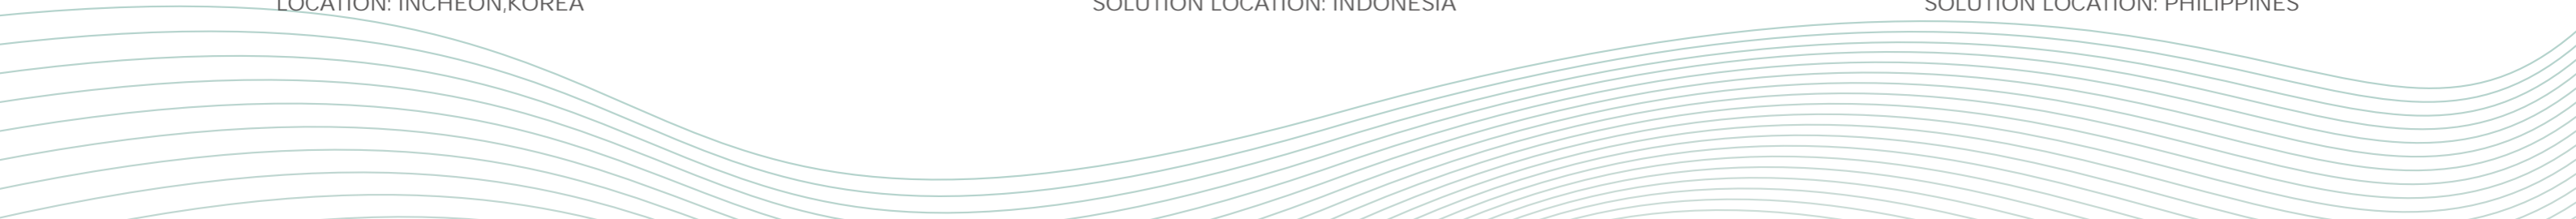 LOCATION: INCHEON,KOREA
SOLUTION LOCATION: INDONESIA
SOLUTION LOCATION: PHILIPPINES